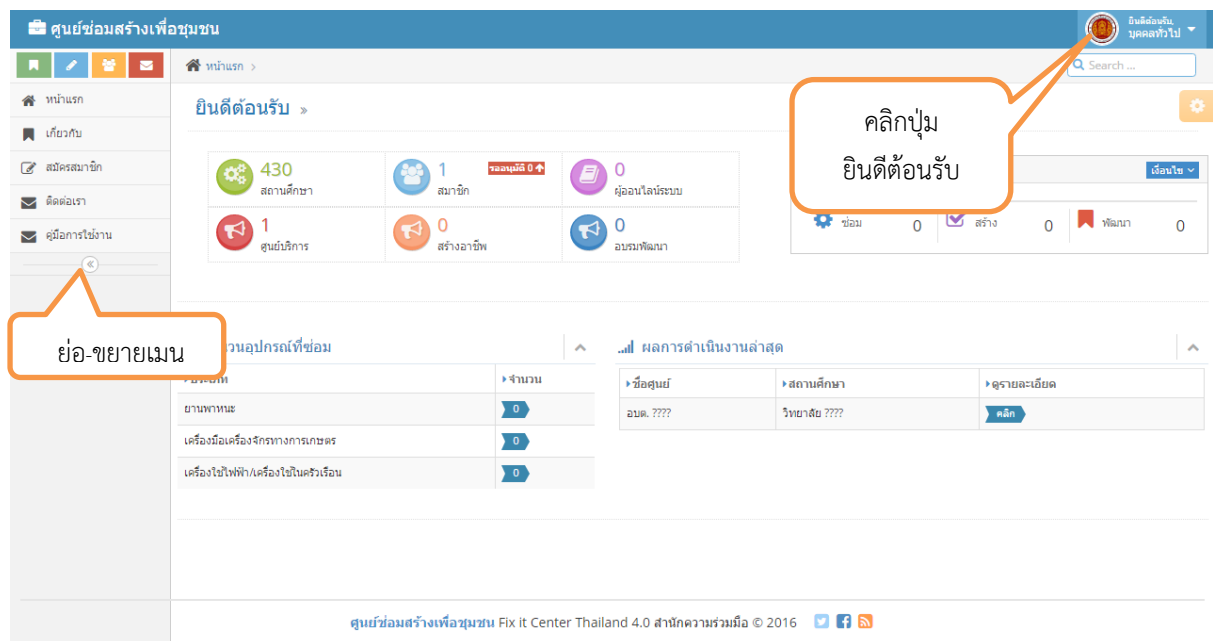 ศูนย์ซ่อมสร้างเพื่อชุมชน
ยินดีต้อนรับ,
บุคคลทั่วไป
หน้าแรก >
Search ...
หน้าแรก
เกี่ยวกับ
สมัครสมาชิก
ติดต่อเรา
คู่มือการใช้งาน
ยินดีต้อนรับ »
คลิกปุ่ม
ยินดีต้อนรับ
430
สถานศึกษา
1
สมาชิก
รออนุมัติ 0
0
ผู้ออนไลน์ระบบ
1
ศูนย์บริการ
0
สร้างอาชีพ
0
อบรมพัฒนา
เงื่อนไข
ซ่อม 0
สร้าง 0
พัฒนา 0
ย่อ-ขยายเมน
วนอุปกรณ์ที่ซ่อม
จำนวน
ยานพาหนะ 0
เครื่องมือเครื่องจักรทางการเกษตร 0
เครื่องใช้ไฟฟ้า/เครื่องใช้ในครัวเรือน 0
ผลการดำเนินงานล่าสุด
ชื่อศูนย์ สถานศึกษา ดูรายละเอียด
อบต. ???? วิทยาลัย ???? คลิก
ศูนย์ซ่อมสร้างเพื่อชุมชน Fix it Center Thailand 4.0 สำนักความร่วมมือ © 2016